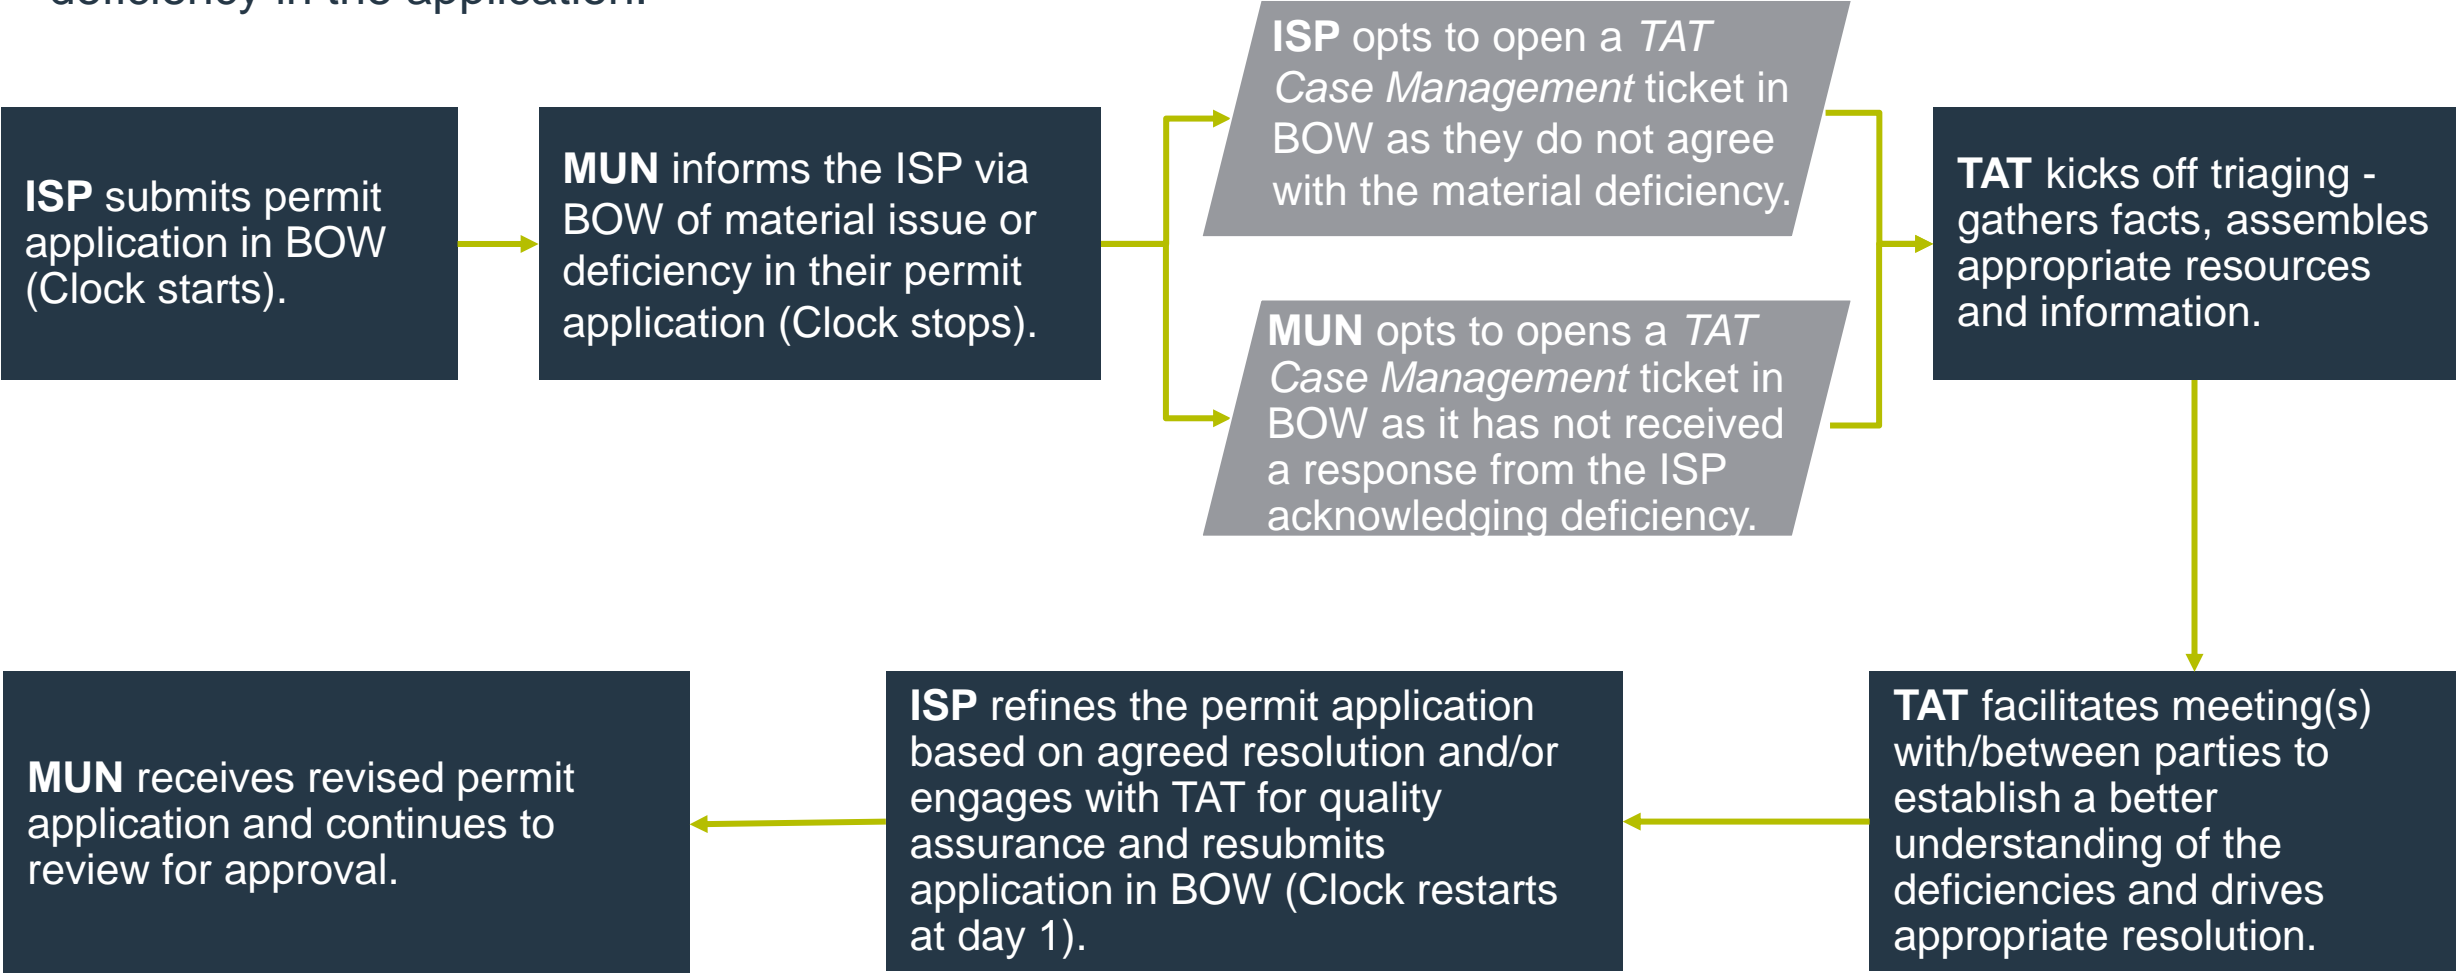 deficiency in the application.
ISP submits permit
application in BOW
(Clock starts).
MUN informs the ISP via
BOW of material issue or
deficiency in their permit
application (Clock stops).
ISP opts to open a TAT
Case Management ticket in
BOW as they do not agree
with the material deficiency.
MUN opts to opens a TAT
Case Management ticket in
BOW as it has not received
a response from the ISP
acknowledging deficiency.
TAT kicks off triaging -
gathers facts, assembles
appropriate resources
and information.
TAT facilitates meeting(s)
with/between parties to
establish a better
understanding of the
deficiencies and drives
appropriate resolution.
ISP refines the permit application
based on agreed resolution and/or
engages with TAT for quality
assurance and resubmits
application in BOW (Clock restarts
at day 1).
MUN receives revised permit
application and continues to
review for approval.